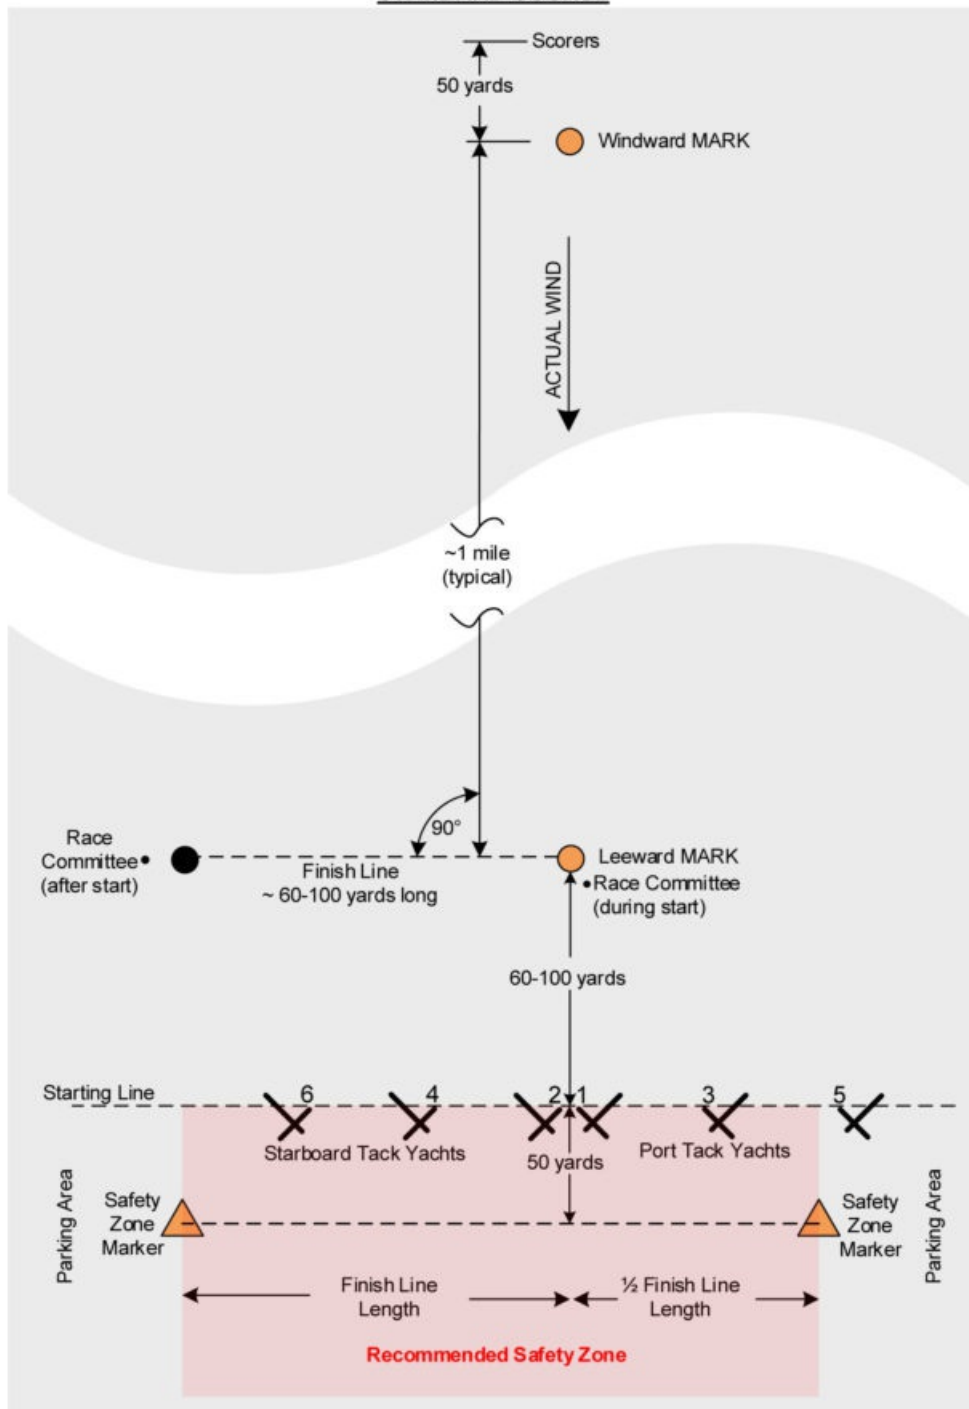 Scorers
50 yards
Windward MARK
ACTUAL WIND
~1 mile
(typical)
90°
Race
Committee
(after start)
Finish Line
~ 60-100 yards long
Leeward MARK
Race Committee
(during start)
60-100 yards
Starting Line
6 4 2 1 3 5
Starboard Tack Yachts
Port Tack Yachts
50 yards
Parking Area
Safety
Zone
Marker
Safety
Zone
Marker
Parking Area
Finish Line
Length
½ Finish Line
Length
Recommended Safety Zone